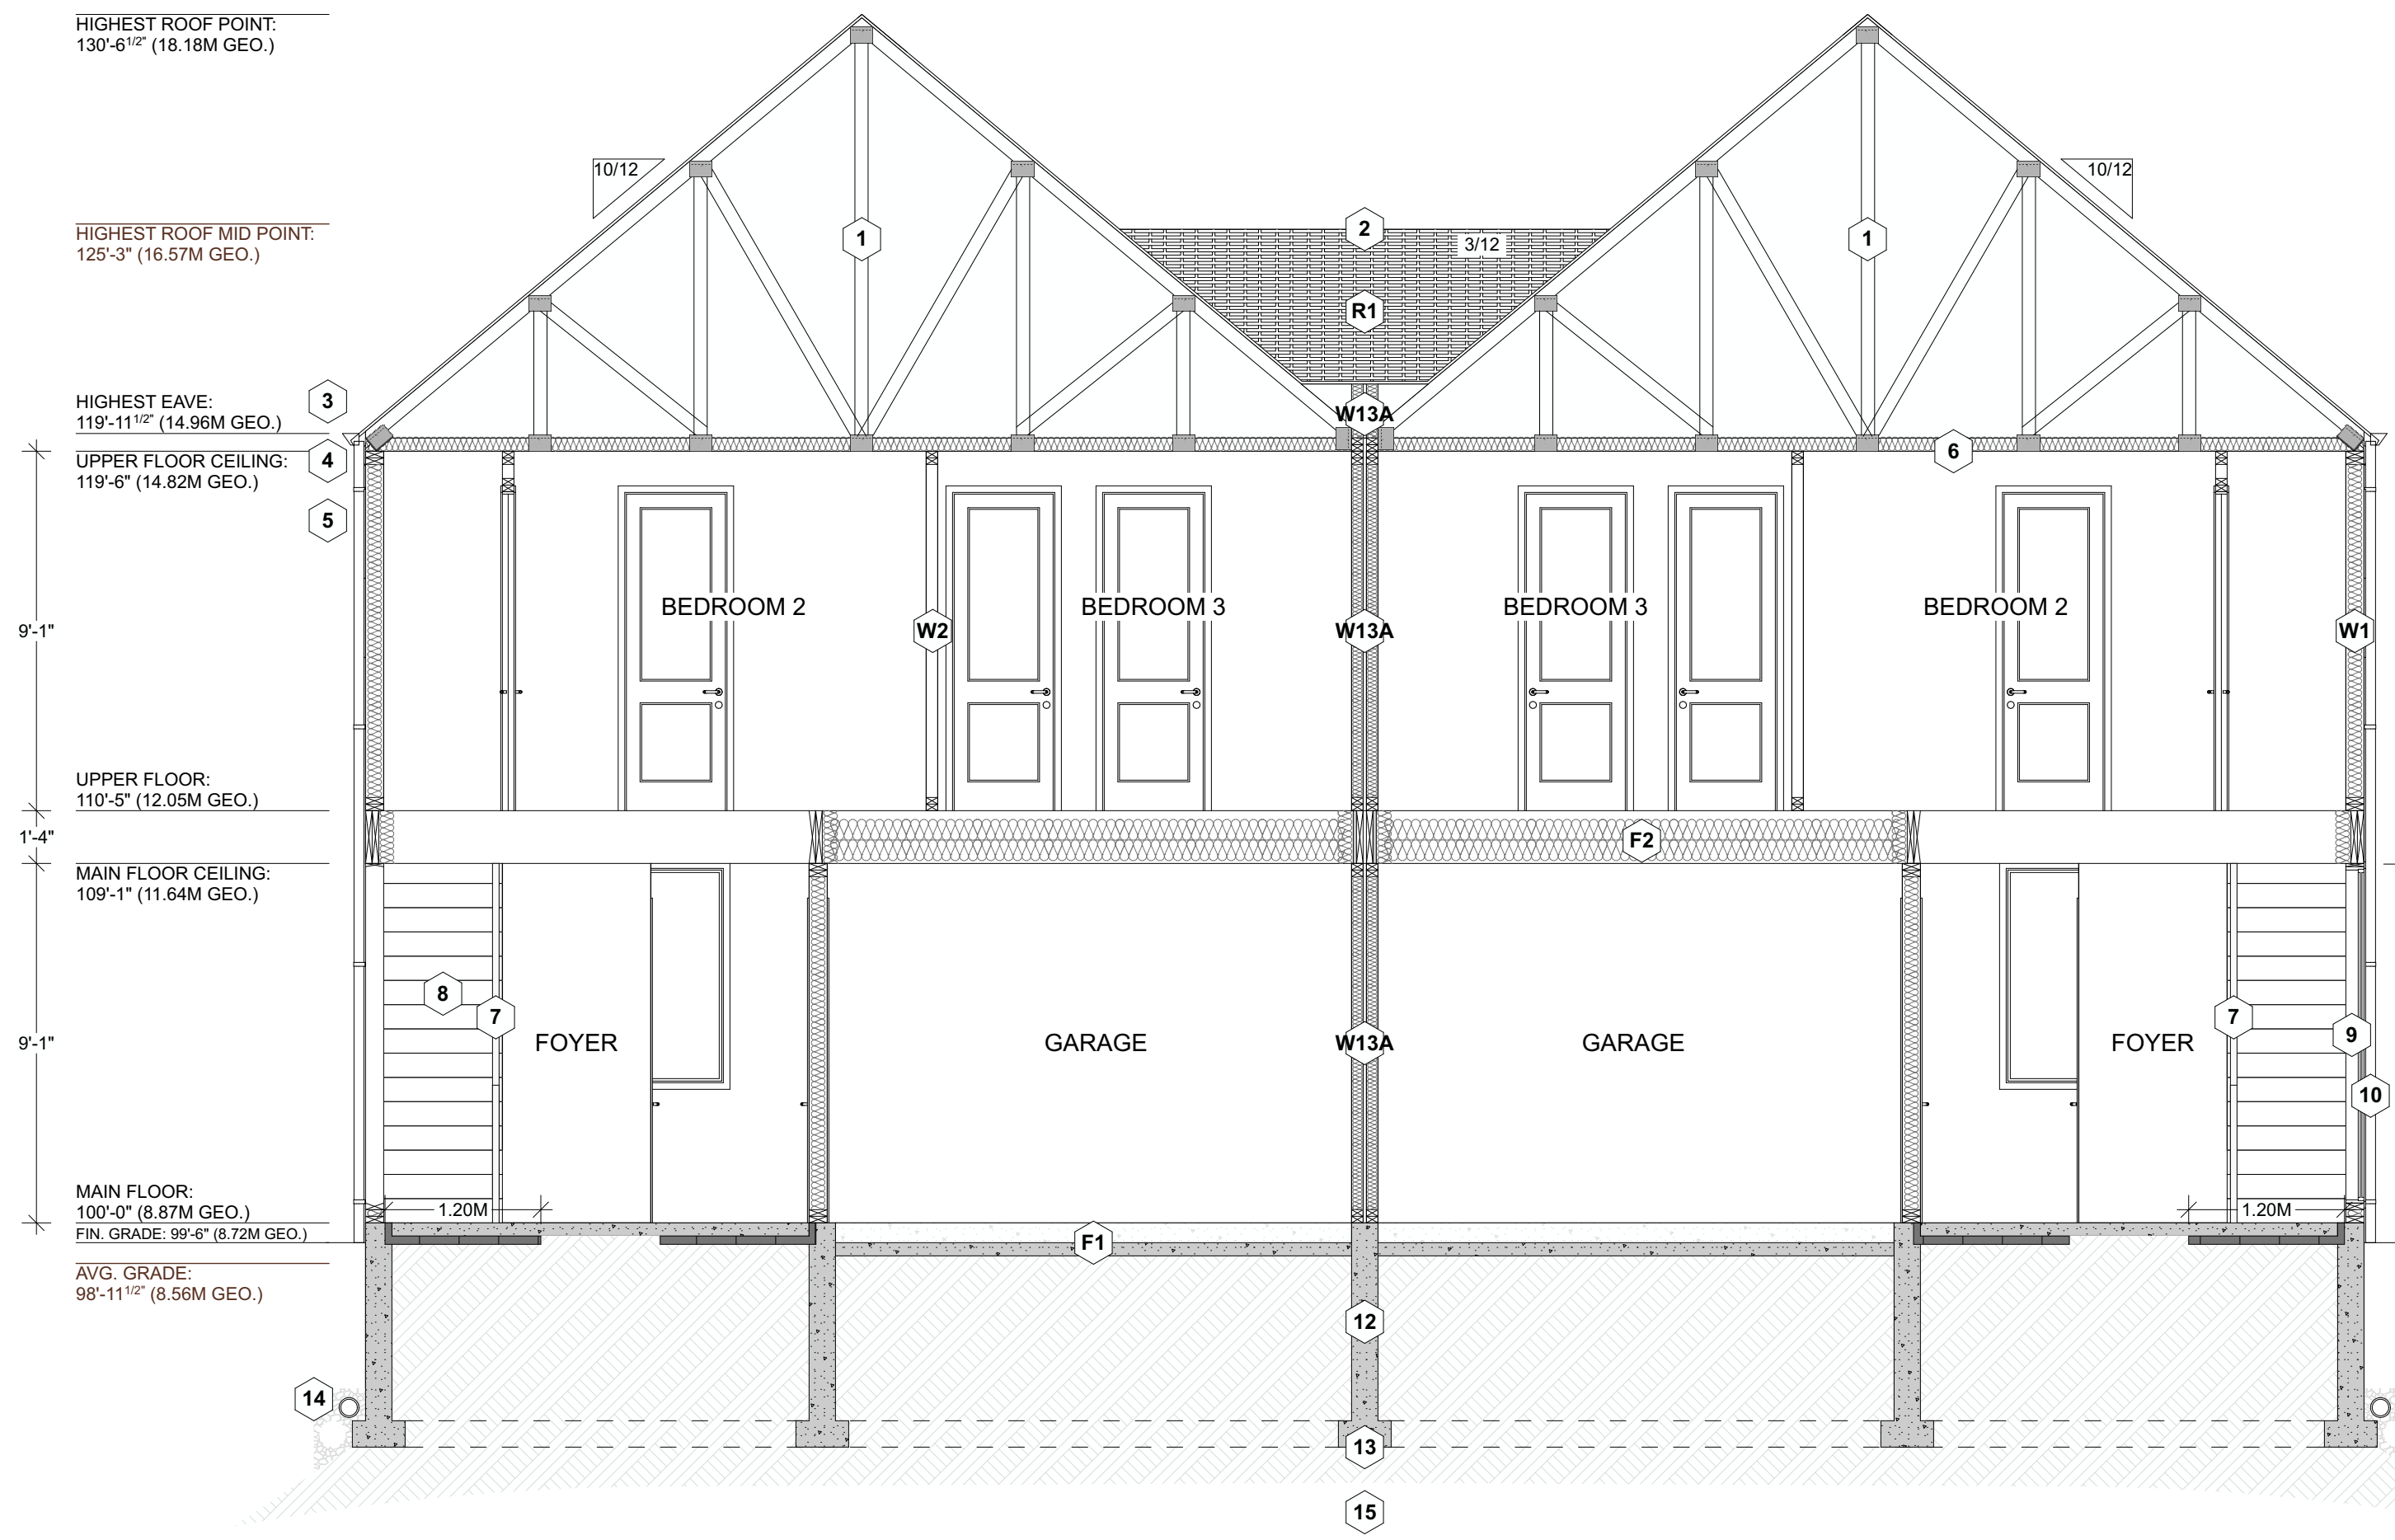 HIGHEST ROOF POINT:
130'-6 1/2" (18.18M GEO.)
10/12
10/12
HIGHEST ROOF MID POINT:
125'-3" (16.57M GEO.)
1
2
3/12
1
R1
3
HIGHEST EAVE:
119'-11 1/2" (14.96M GEO.)
W13A
4
UPPER FLOOR CEILING:
119'-6" (14.82M GEO.)
6
5
BEDROOM 2
BEDROOM 3
BEDROOM 3
BEDROOM 2
9'-1"
W2
W13A
W1
UPPER FLOOR:
110'-5" (12.05M GEO.)
1'-4"
F2
MAIN FLOOR CEILING:
109'-1" (11.64M GEO.)
8
7
7
9'-1"
FOYER
GARAGE
W13A
GARAGE
FOYER
9
10
MAIN FLOOR:
100'-0" (8.87M GEO.)
1.20M
1.20M
FIN. GRADE: 99'-6" (8.72M GEO.)
F1
AVG. GRADE:
98'-11 1/2" (8.56M GEO.)
12
14
13
15